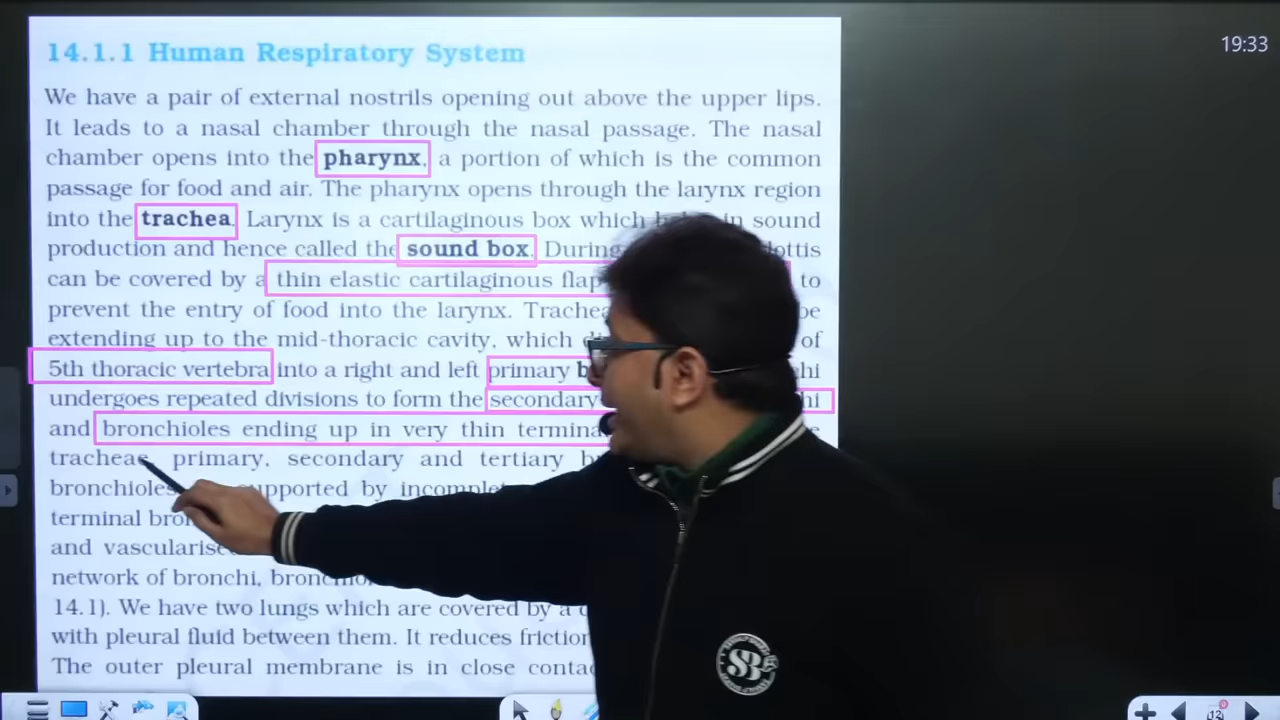 19:33
14.1.1 Human Respiratory System
We have a pair of external nostrils opening out above the upper lips.
It leads to a nasal chamber through the nasal passage. The nasal
chamber opens into the pharynx, a portion of which is the common
passage for food and air. The pharynx opens through the larynx region
into the trachea. Larynx is a cartilaginous box which in sound
production and hence called the sound box. During
can be covered by a thin elastic cartilaginous flap to
prevent the entry of food into the larynx. Trachea
extending up to the mid-thoracic cavity, which of
5th thoracic vertebra into a right and left primary
undergoes repeated divisions to form the secondary
and bronchioles ending up in very thin
tracheae, primary, secondary and tertiary
bronchioles supported by
terminal
and
network of bronchi,
14.1). We have two lungs which are covered by a
with pleural fluid between them. It reduces friction
The outer pleural membrane is in close
SB
12